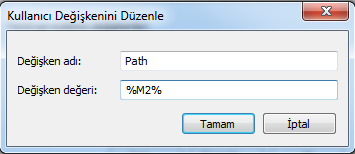 Kullanıcı Değişkenini Düzenle
Değişken adı: Path
Değişken değeri: %M2%
Tamam İptal